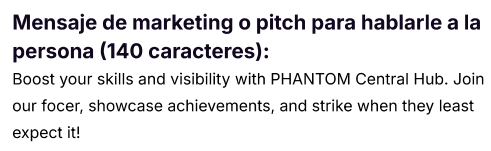 Mensaje de marketing o pitch para hablarle a la
persona (140 caracteres):
Boost your skills and visibility with PHANTOM Central Hub. Join
our focer, showcase achievements, and strike when they least
expect it!